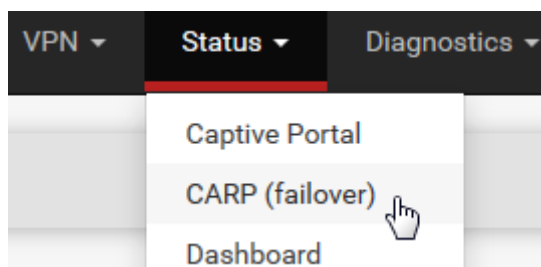 VPN Status Diagnostics
Captive Portal
CARP (failover)
Dashboard